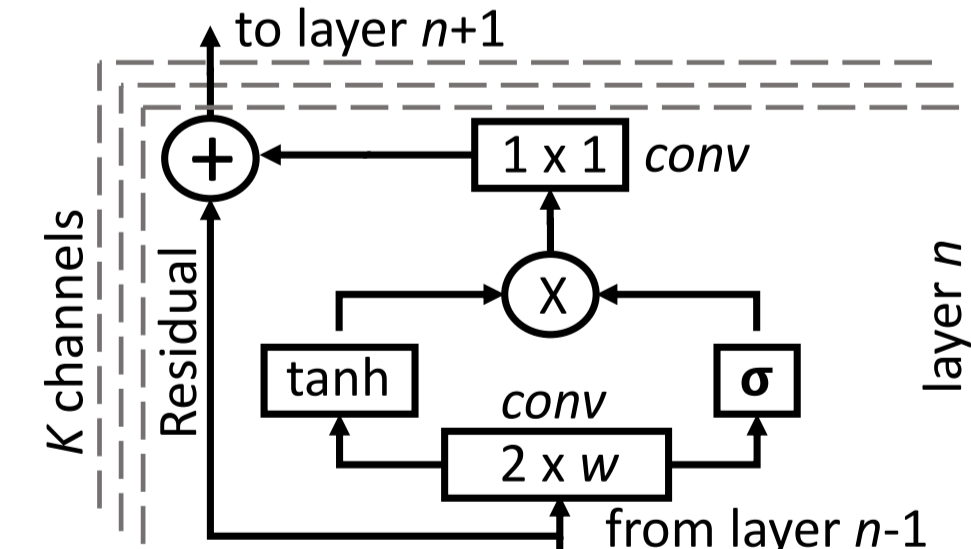 to layer n+1
+
1 x 1 conv
K channels
Residual
X
layer n
tanh
σ
conv
2 x w
from layer n-1